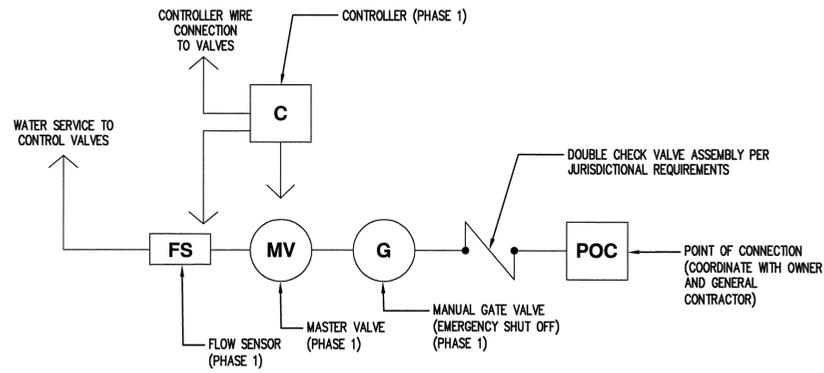 CONTROLLER WIRE
CONNECTION
TO VALVES
CONTROLLER (PHASE 1)
C
WATER SERVICE TO
CONTROL VALVES
DOUBLE CHECK VALVE ASSEMBLY PER
JURISDICTIONAL REQUIREMENTS
FS
MV
G
POC
POINT OF CONNECTION
(COORDINATE WITH OWNER
AND GENERAL
CONTRACTOR)
MANUAL GATE VALVE
(EMERGENCY SHUT OFF)
(PHASE 1)
MASTER VALVE
(PHASE 1)
FLOW SENSOR
(PHASE 1)